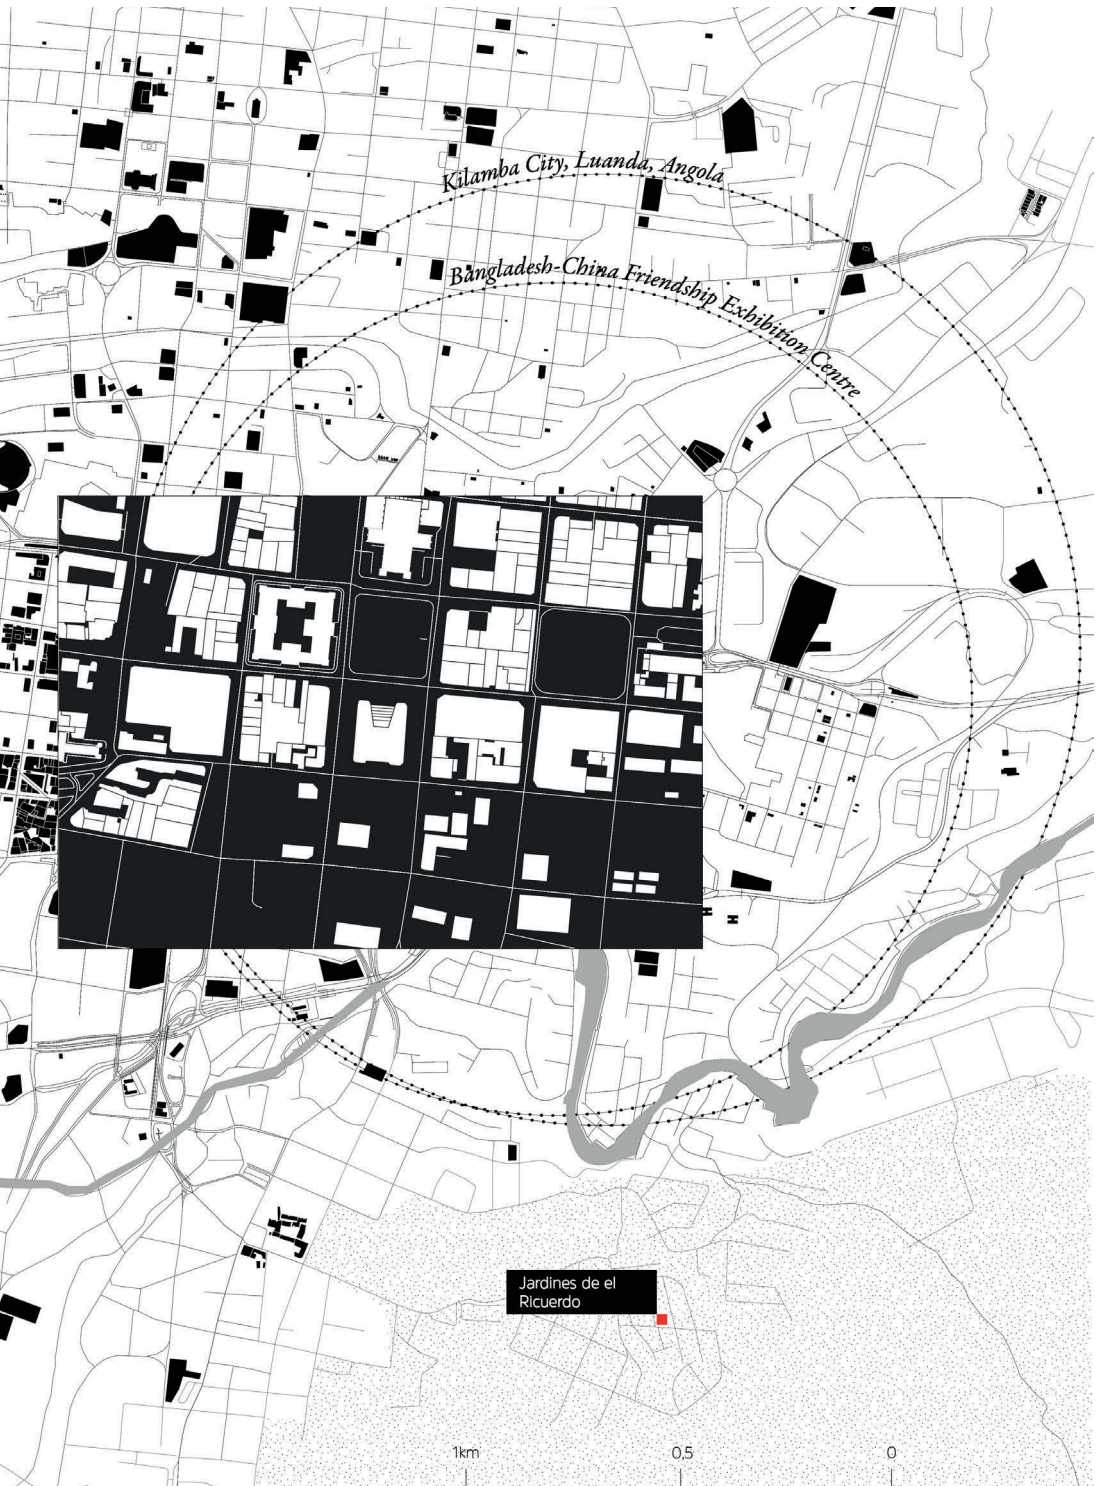 Kilamba City, Luanda, Angola
Bangladesh-China Friendship Exhibition Centre
Jardines de el
Ricuerdo
1km
0,5
0